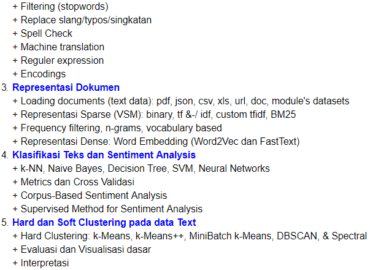 + Filtering (stopwords)
+ Replace slang/typos/singkatan
+ Spell Check
+ Machine translation
+ Reguler expression
+ Encodings
3. Representasi Dokumen
+ Loading documents (text data): pdf, json, csv, xls, url, doc, module's datasets
+ Representasi Sparse (VSM): binary, tf &-/ idf, custom tfidf, BM25
+ Frequency filtering, n-grams, vocabulary based
+ Representasi Dense: Word Embedding (Word2Vec dan FastText)
4. Klasifikasi Teks dan Sentiment Analysis
+ k-NN, Naive Bayes, Decision Tree, SVM, Neural Networks
+ Metrics dan Cross Validasi
+ Corpus-Based Sentiment Analysis
+ Supervised Method for Sentiment Analysis
5. Hard dan Soft Clustering pada data Text
+ Hard Clustering: k-Means, k-Means++, MiniBatch k-Means, DBSCAN, & Spectral
+ Evaluasi dan Visualisasi dasar
+ Interpretasi